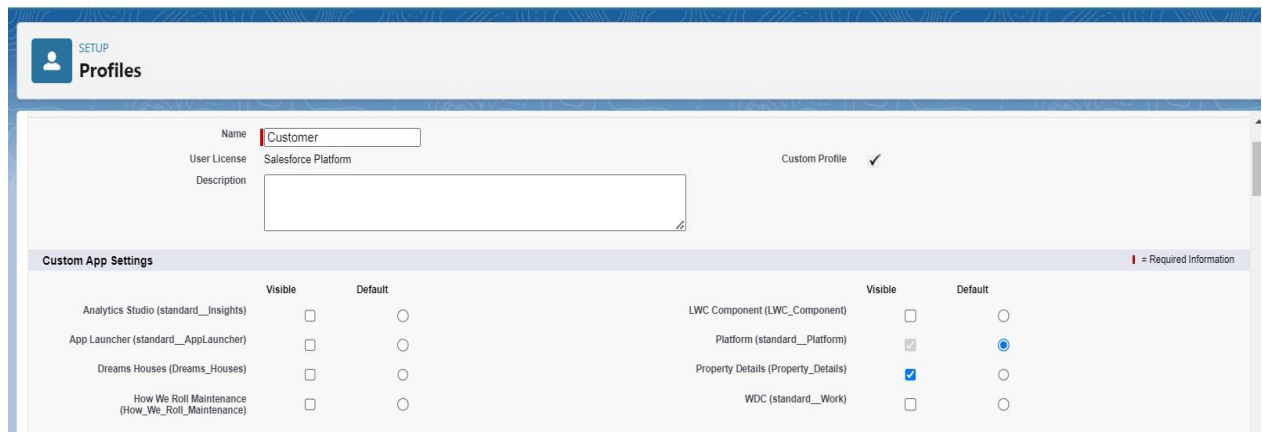 SETUP
Profiles
Name
Customer
User License
Salesforce Platform
Custom Profile
Description
Custom App Settings
= Required Information
Visible Default
Visible Default
Analytics Studio (standard__Insights)
LWC Component (LWC_Component)
App Launcher (standard__AppLauncher)
Platform (standard__Platform)
Dreams Houses (Dreams_Houses)
Property Details (Property_Details)
How We Roll Maintenance
(How_We_Roll_Maintenance)
WDC (standard__Work)